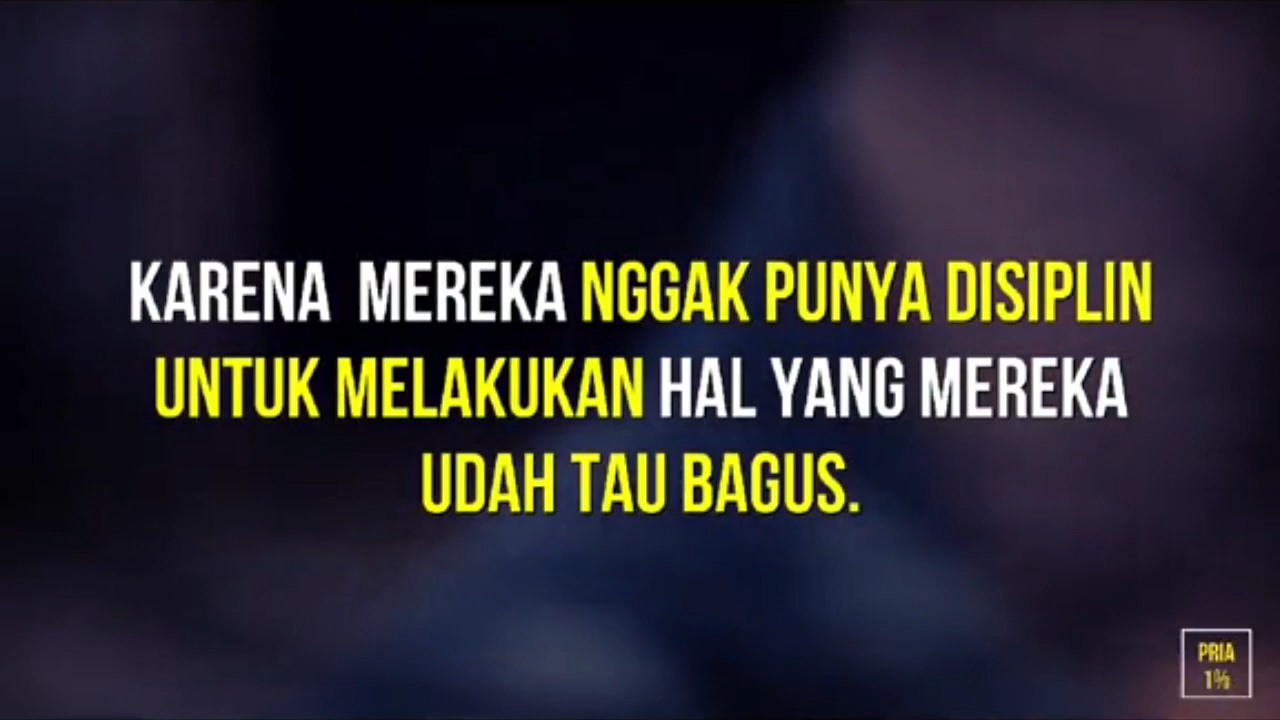 KARENA  MEREKA NGGAK PUNYA DISIPLIN
UNTUK MELAKUKAN HAL YANG MEREKA
UDAH TAU BAGUS.
PRIA
1%